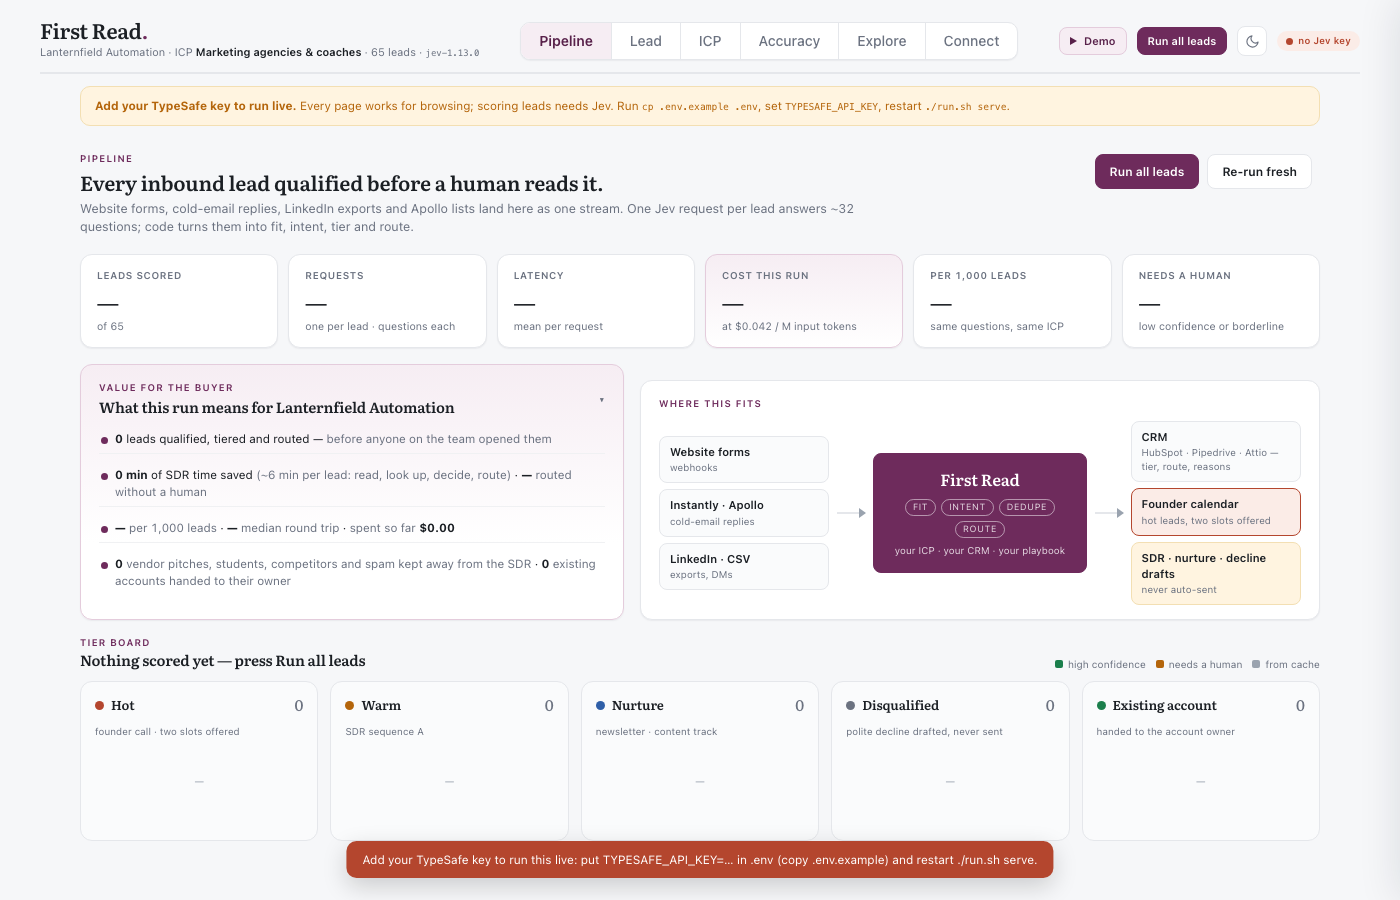 First Read.
Lanternfield Automation · ICP Marketing agencies & coaches · 65 leads · jev-1.13.0
Pipeline
Lead
ICP
Accuracy
Explore
Connect
Demo
Run all leads
no Jev key
Add your TypeSafe key to run live. Every page works for browsing; scoring leads needs Jev. Run cp .env.example .env, set TYPESAFE_API_KEY, restart ./run.sh serve.
PIPELINE
Every inbound lead qualified before a human reads it.
Website forms, cold-email replies, LinkedIn exports and Apollo lists land here as one stream. One Jev request per lead answers ~32
questions; code turns them into fit, intent, tier and route.
Run all leads
Re-run fresh
LEADS SCORED
—
of 65
REQUESTS
—
one per lead · questions each
LATENCY
—
mean per request
COST THIS RUN
—
at $0.042 / M input tokens
PER 1,000 LEADS
—
same questions, same ICP
NEEDS A HUMAN
—
low confidence or borderline
VALUE FOR THE BUYER
What this run means for Lanternfield Automation
0 leads qualified, tiered and routed — before anyone on the team opened them
0 min of SDR time saved (~6 min per lead: read, look up, decide, route) · — routed
without a human
— per 1,000 leads · — median round trip · spent so far $0.00
0 vendor pitches, students, competitors and spam kept away from the SDR · 0 existing
accounts handed to their owner
WHERE THIS FITS
Website forms
webhooks
Instantly · Apollo
cold-email replies
LinkedIn · CSV
exports, DMs
First Read
FIT
INTENT
DEDUPE
ROUTE
your ICP · your CRM · your playbook
CRM
HubSpot · Pipedrive · Attio —
tier, route, reasons
Founder calendar
hot leads, two slots offered
SDR · nurture · decline
drafts
never auto-sent
TIER BOARD
Nothing scored yet — press Run all leads
high confidence
needs a human
from cache
Hot 0
founder call · two slots offered
—
Warm 0
SDR sequence A
—
Nurture 0
newsletter · content track
—
Disqualified 0
polite decline drafted, never sent
—
Existing account 0
handed to the account owner
—
Add your TypeSafe key to run this live: put TYPESAFE_API_KEY=… in .env (copy .env.example) and restart ./run.sh serve.